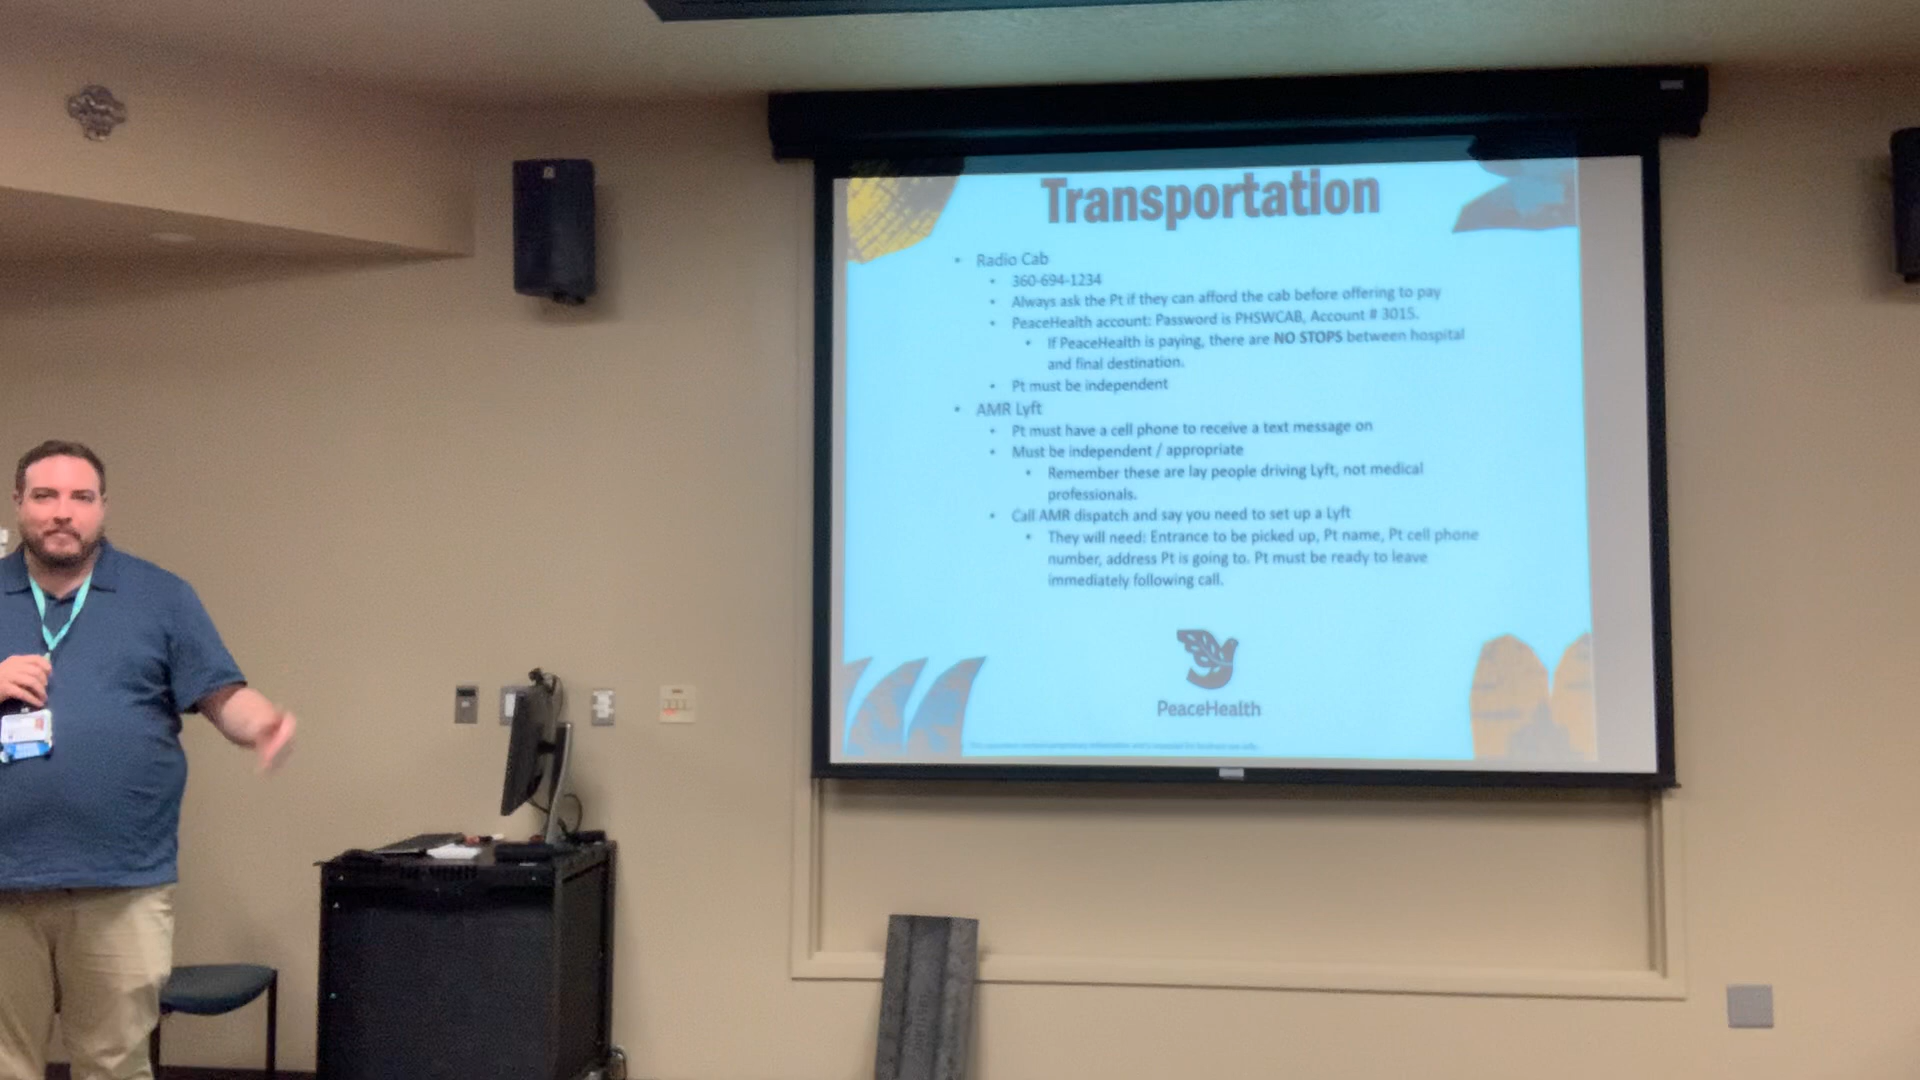 Transportation
• Radio Cab
• 360-694-1234
• Always ask the Pt if they can afford the cab before offering to pay
• PeaceHealth account: Password is PHSWCAB, Account # 3015.
• If PeaceHealth is paying, there are NO STOPS between hospital
and final destination.
• Pt must be independent
• AMR Lyft
• Pt must have a cell phone to receive a text message on
• Must be independent / appropriate
• Remember these are lay people driving Lyft, not medical
professionals.
• Call AMR dispatch and say you need to set up a Lyft
• They will need: Entrance to be picked up, Pt name, Pt cell phone
number, address Pt is going to. Pt must be ready to leave
immediately following call.
PeaceHealth